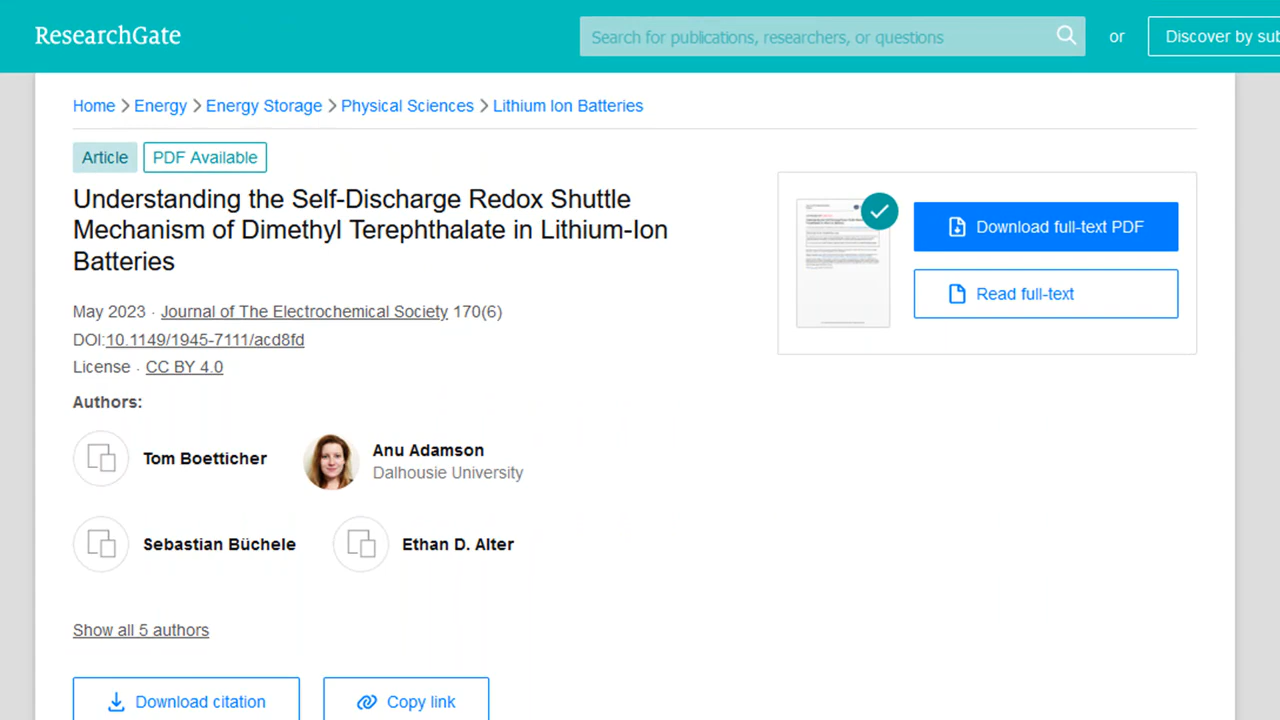 ResearchGate
Search for publications, researchers, or questions
or
Discover by sub
Home > Energy > Energy Storage > Physical Sciences > Lithium Ion Batteries
Article
PDF Available
Understanding the Self-Discharge Redox Shuttle
Mechanism of Dimethyl Terephthalate in Lithium-Ion
Batteries
Download full-text PDF
Read full-text
May 2023 · Journal of The Electrochemical Society 170(6)
DOI:10.1149/1945-7111/acd8fd
License · CC BY 4.0
Authors:
Tom Boetticher
Anu Adamson
Dalhousie University
Sebastian Büchele
Ethan D. Alter
Show all 5 authors
Download citation
Copy link